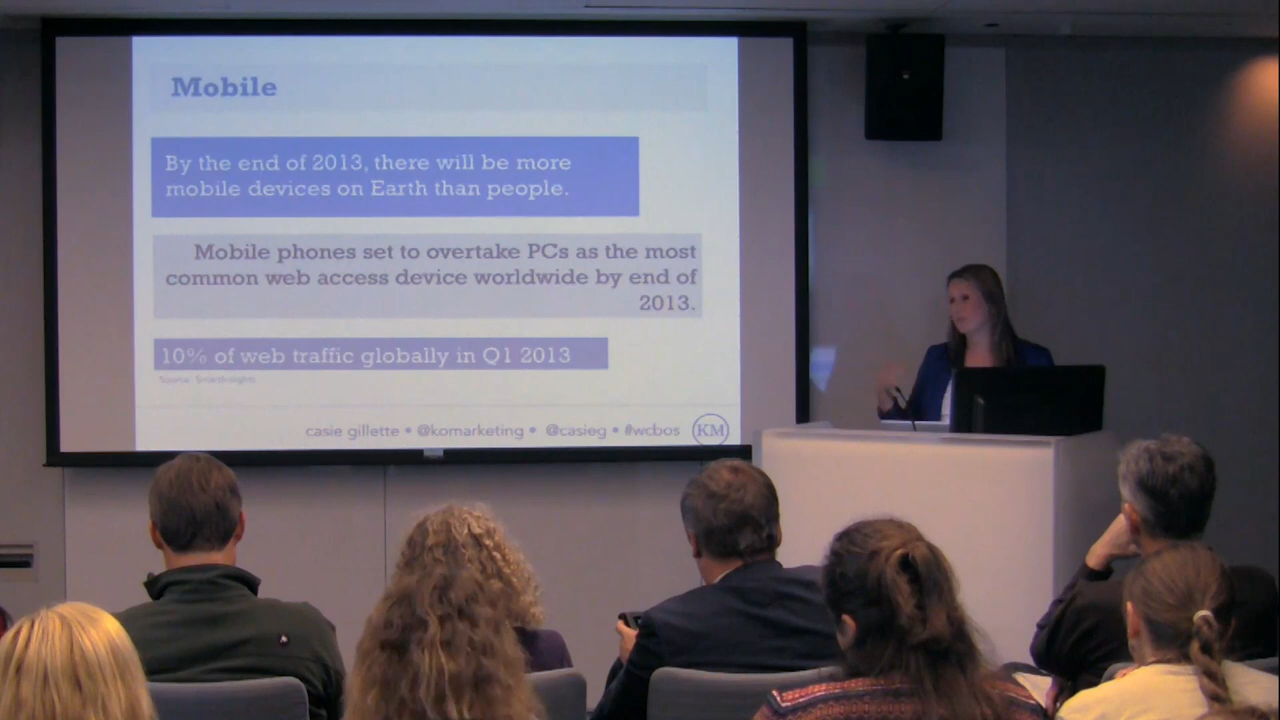 Mobile
By the end of 2013, there will be more
mobile devices on Earth than people.
Mobile phones set to overtake PCs as the most
common web access device worldwide by end of
2013.
10% of web traffic globally in Q1 2013
Source: SmartInsights
casie gillette • @komarketing • @casieg • #wcbos KM